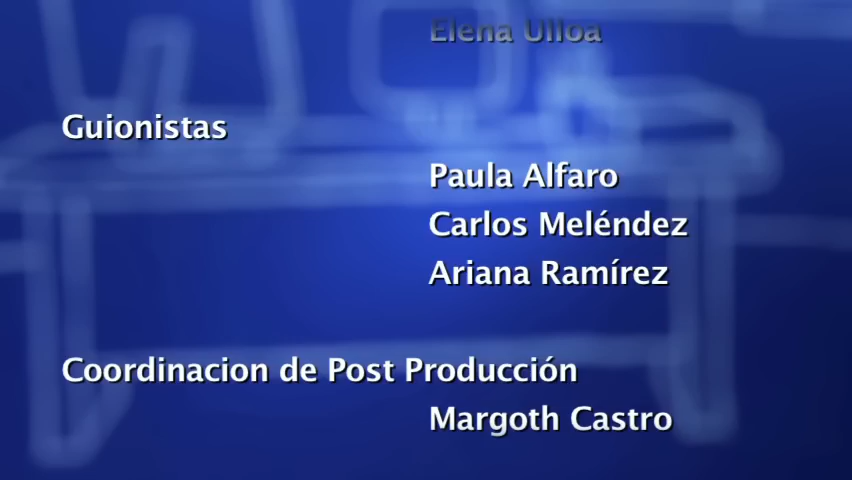 Elena Ulloa
Guionistas
Paula Alfaro
Carlos Meléndez
Ariana Ramírez
Coordinacion de Post Producción
Margoth Castro